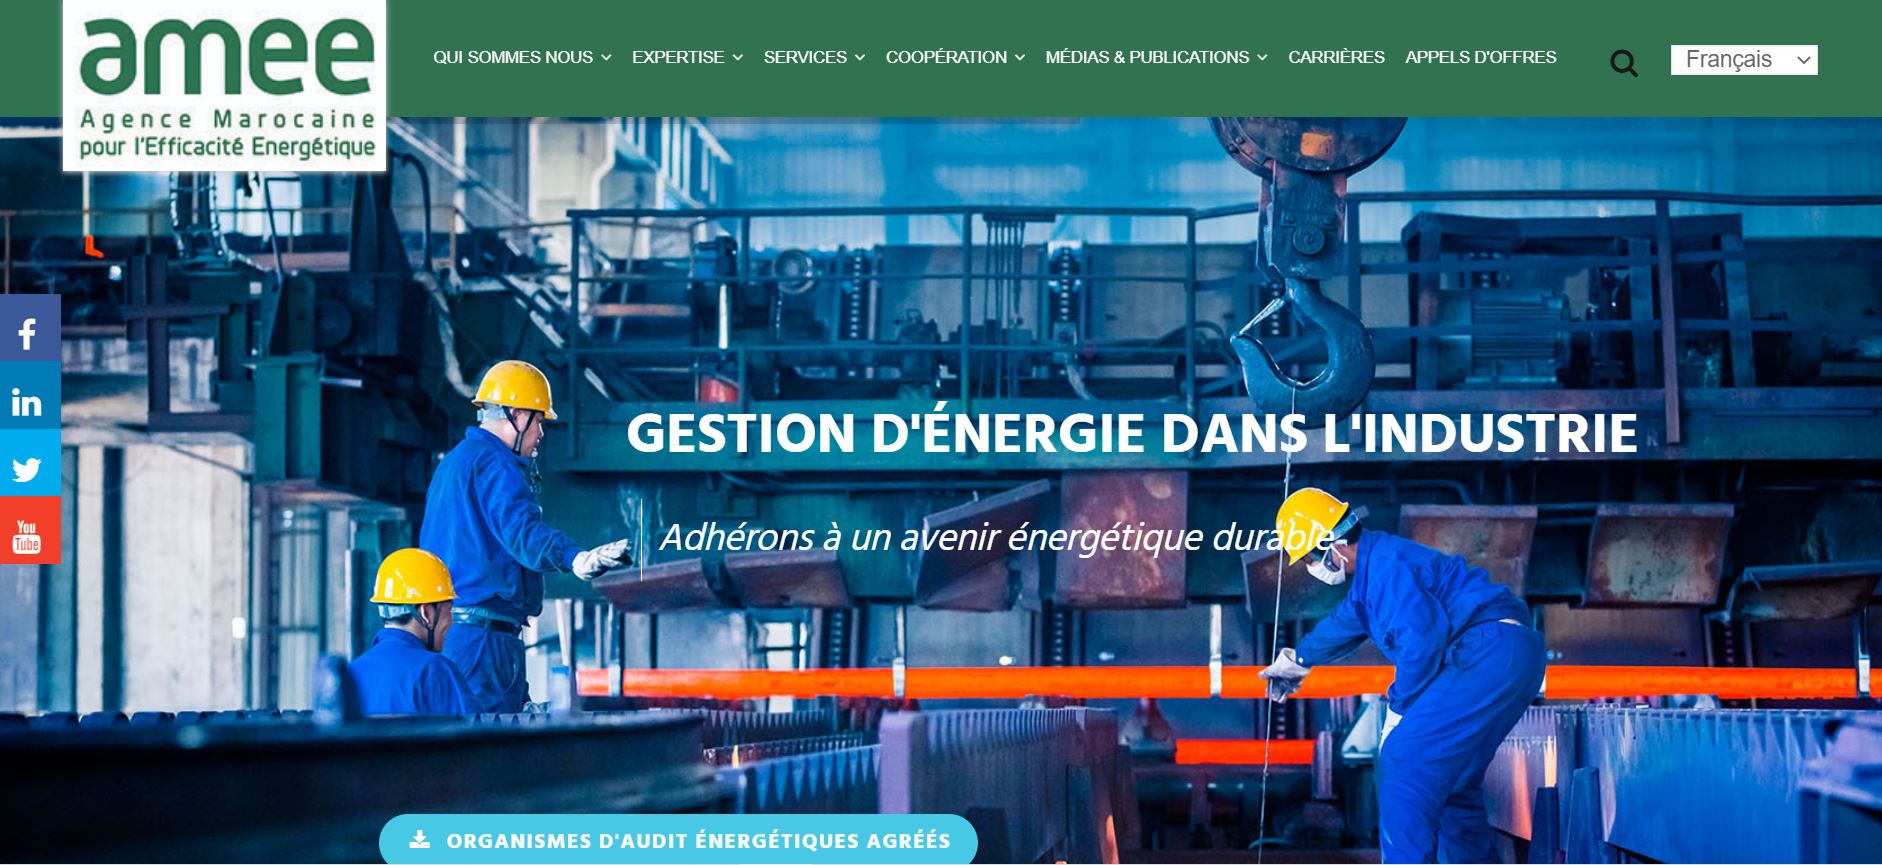 amee
Agence Marocaine
pour l'Efficacité Energétique
QUI SOMMES NOUS
EXPERTISE
SERVICES
COOPÉRATION
MÉDIAS & PUBLICATIONS
CARRIÈRES
APPELS D'OFFRES
Français
GESTION D'ÉNERGIE DANS L'INDUSTRIE
Adhérons à un avenir énergétique durable
f
in
You
Tube
ORGANISMES D'AUDIT ÉNERGÉTIQUES AGRÉÉS